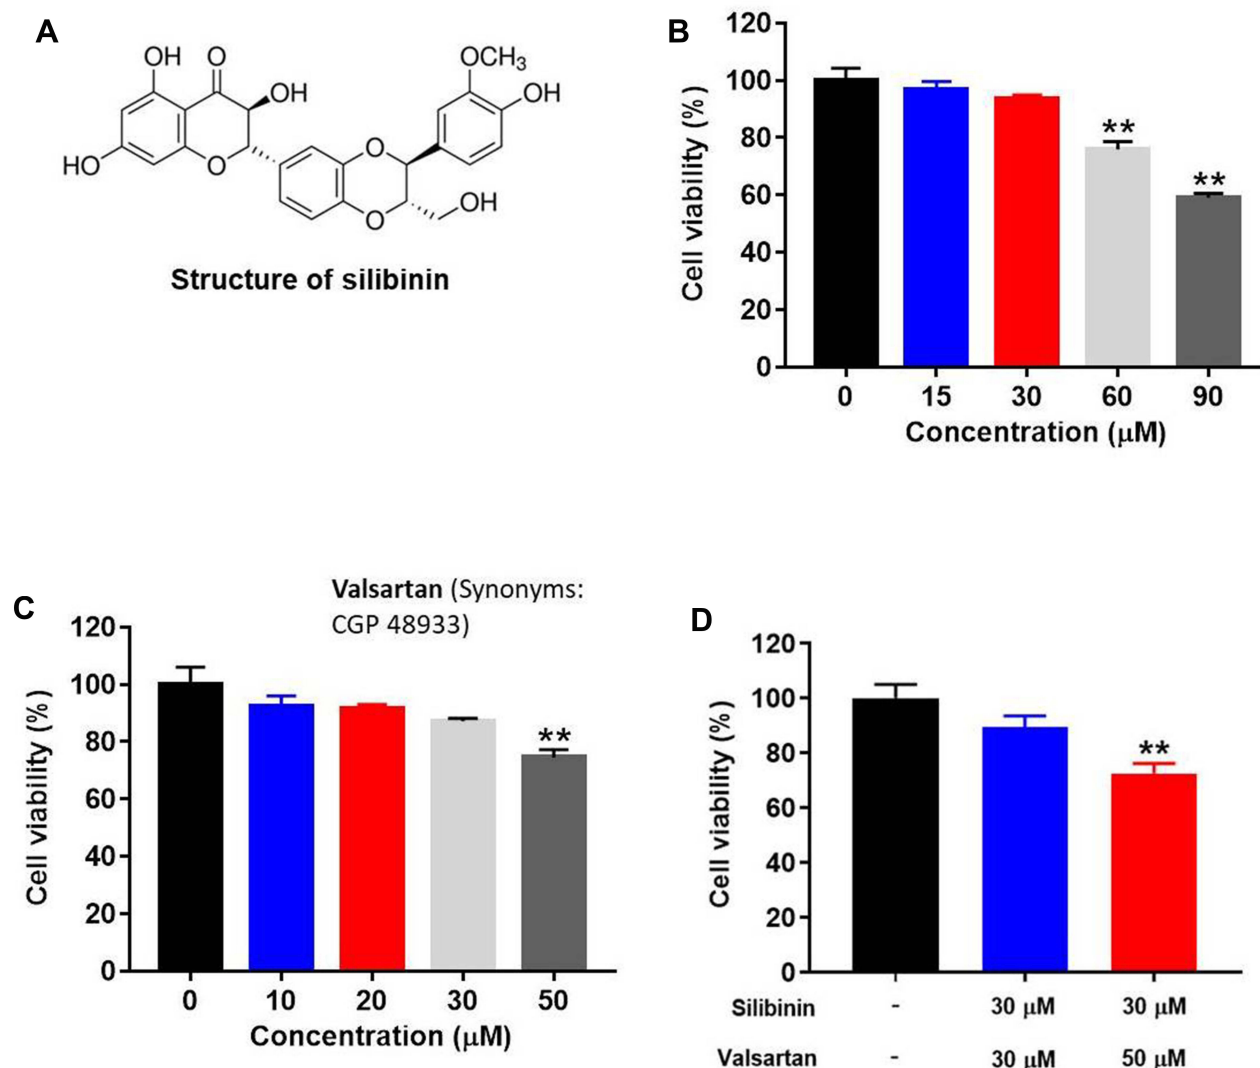 A
OH
O
OCH3
OH
OH
HO
O
O
O
OH
Structure of silibinin
B
Cell viability (%)
120
100
80
60
40
20
0
**
**
0 15 30 60 90
Concentration (μM)
C
Valsartan (Synonyms:
CGP 48933)
Cell viability (%)
120
100
80
60
40
20
0
**
0 10 20 30 50
Concentration (μM)
D
Cell viability (%)
120
100
80
60
40
20
0
**
Silibinin - 30 μM 30 μM
Valsartan - 30 μM 50 μM